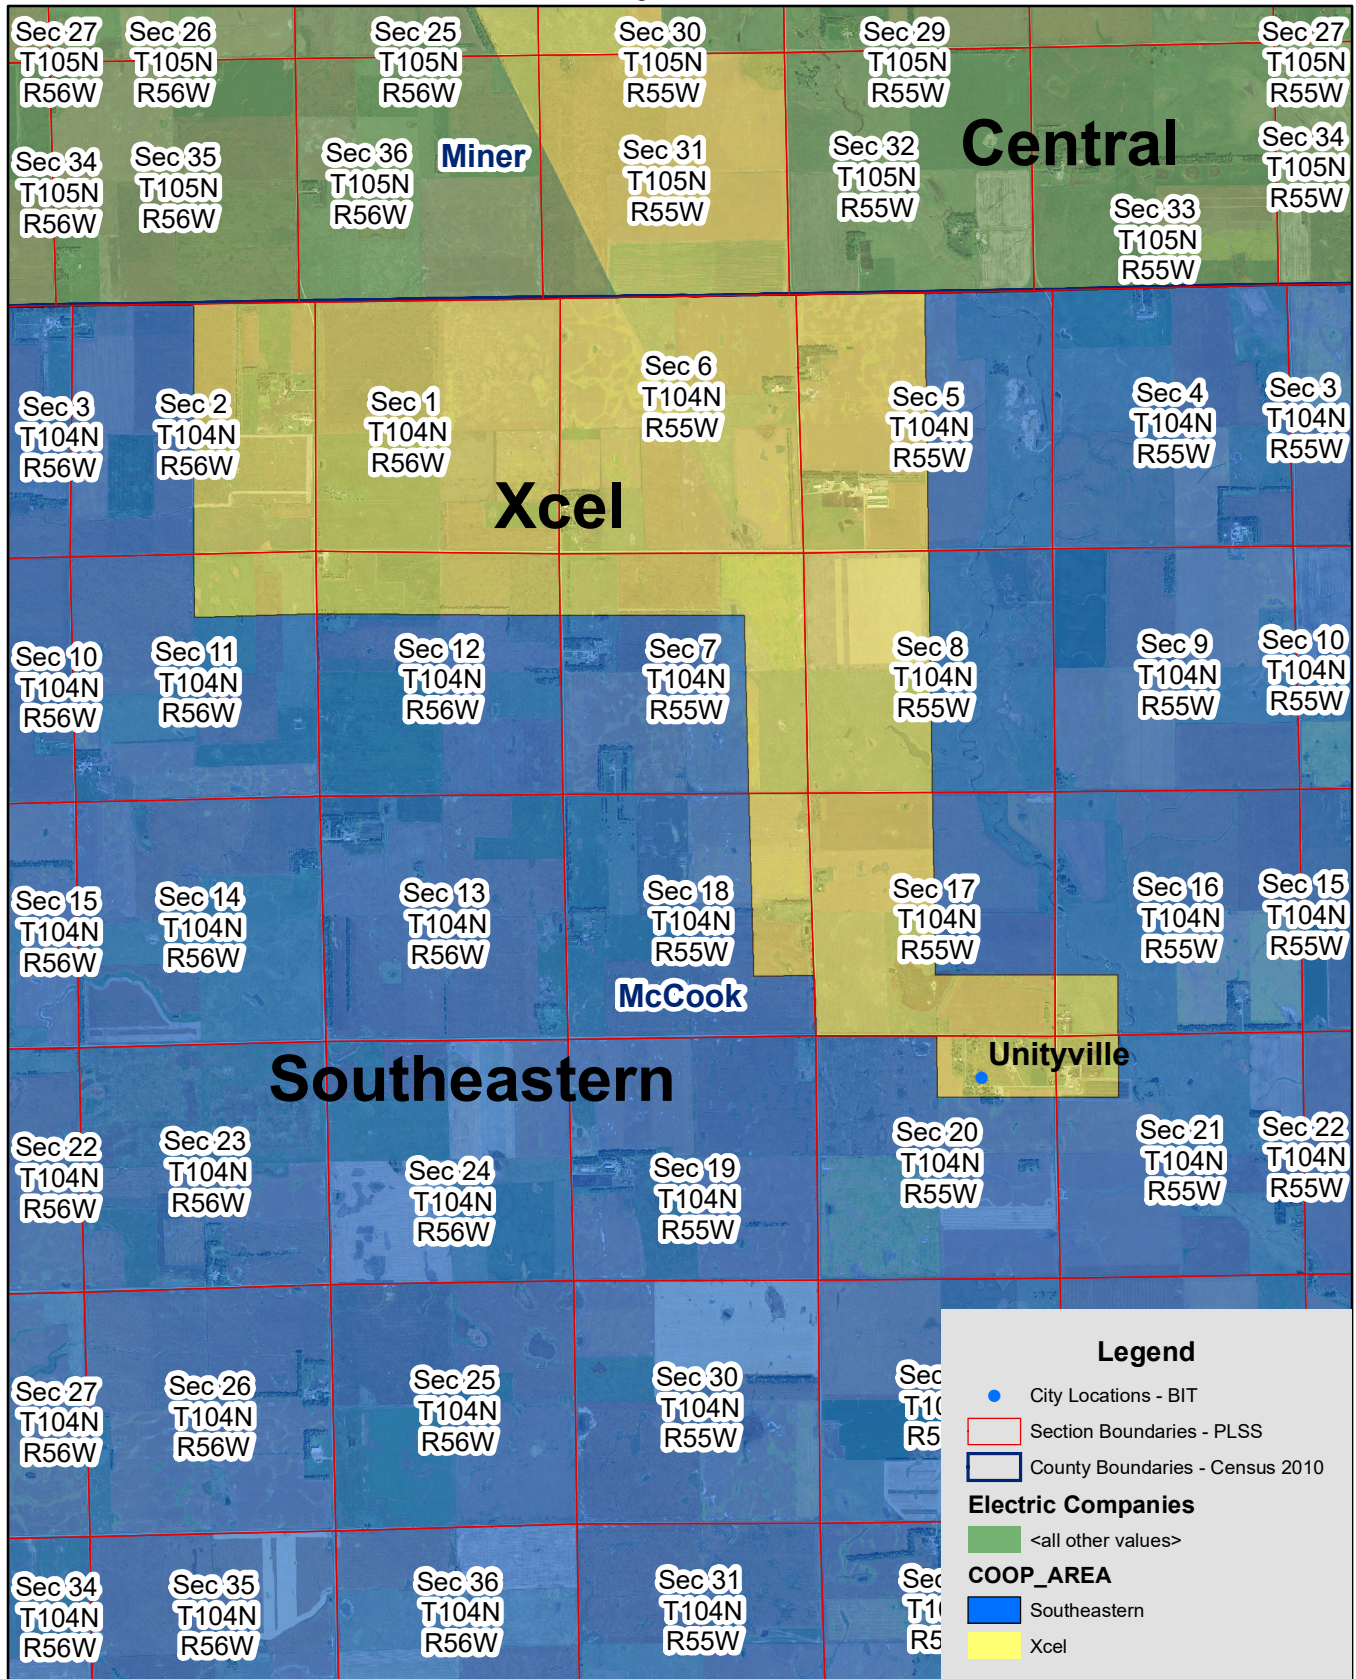 Sec 27
T105N
R56W
Sec 26
T105N
R56W
Sec 25
T105N
R56W
Sec 30
T105N
R55W
Sec 29
T105N
R55W
Sec 27
T105N
R55W
Sec 34
T105N
R56W
Sec 35
T105N
R56W
Sec 36
T105N
R56W
Miner
Sec 31
T105N
R55W
Sec 32
T105N
R55W
Central
Sec 33
T105N
R55W
Sec 34
T105N
R55W
Sec 3
T104N
R56W
Sec 2
T104N
R56W
Sec 1
T104N
R56W
Sec 6
T104N
R55W
Sec 5
T104N
R55W
Sec 4
T104N
R55W
Sec 3
T104N
R55W
Xcel
Sec 10
T104N
R56W
Sec 11
T104N
R56W
Sec 12
T104N
R56W
Sec 7
T104N
R55W
Sec 8
T104N
R55W
Sec 9
T104N
R55W
Sec 10
T104N
R55W
Sec 15
T104N
R56W
Sec 14
T104N
R56W
Sec 13
T104N
R56W
Sec 18
T104N
R55W
Sec 17
T104N
R55W
Sec 16
T104N
R55W
Sec 15
T104N
R55W
McCook
Southeastern
Unityville
Sec 22
T104N
R56W
Sec 23
T104N
R56W
Sec 24
T104N
R56W
Sec 19
T104N
R55W
Sec 20
T104N
R55W
Sec 21
T104N
R55W
Sec 22
T104N
R55W
Sec 27
T104N
R56W
Sec 26
T104N
R56W
Sec 25
T104N
R56W
Sec 30
T104N
R55W
Sec
Sec 34
T104N
R56W
Sec 35
T104N
R56W
Sec 36
T104N
R56W
Sec 31
T104N
R55W
Sec
Legend
City Locations - BIT
Section Boundaries - PLSS
County Boundaries - Census 2010
Electric Companies
<all other values>
COOP_AREA
Southeastern
Xcel